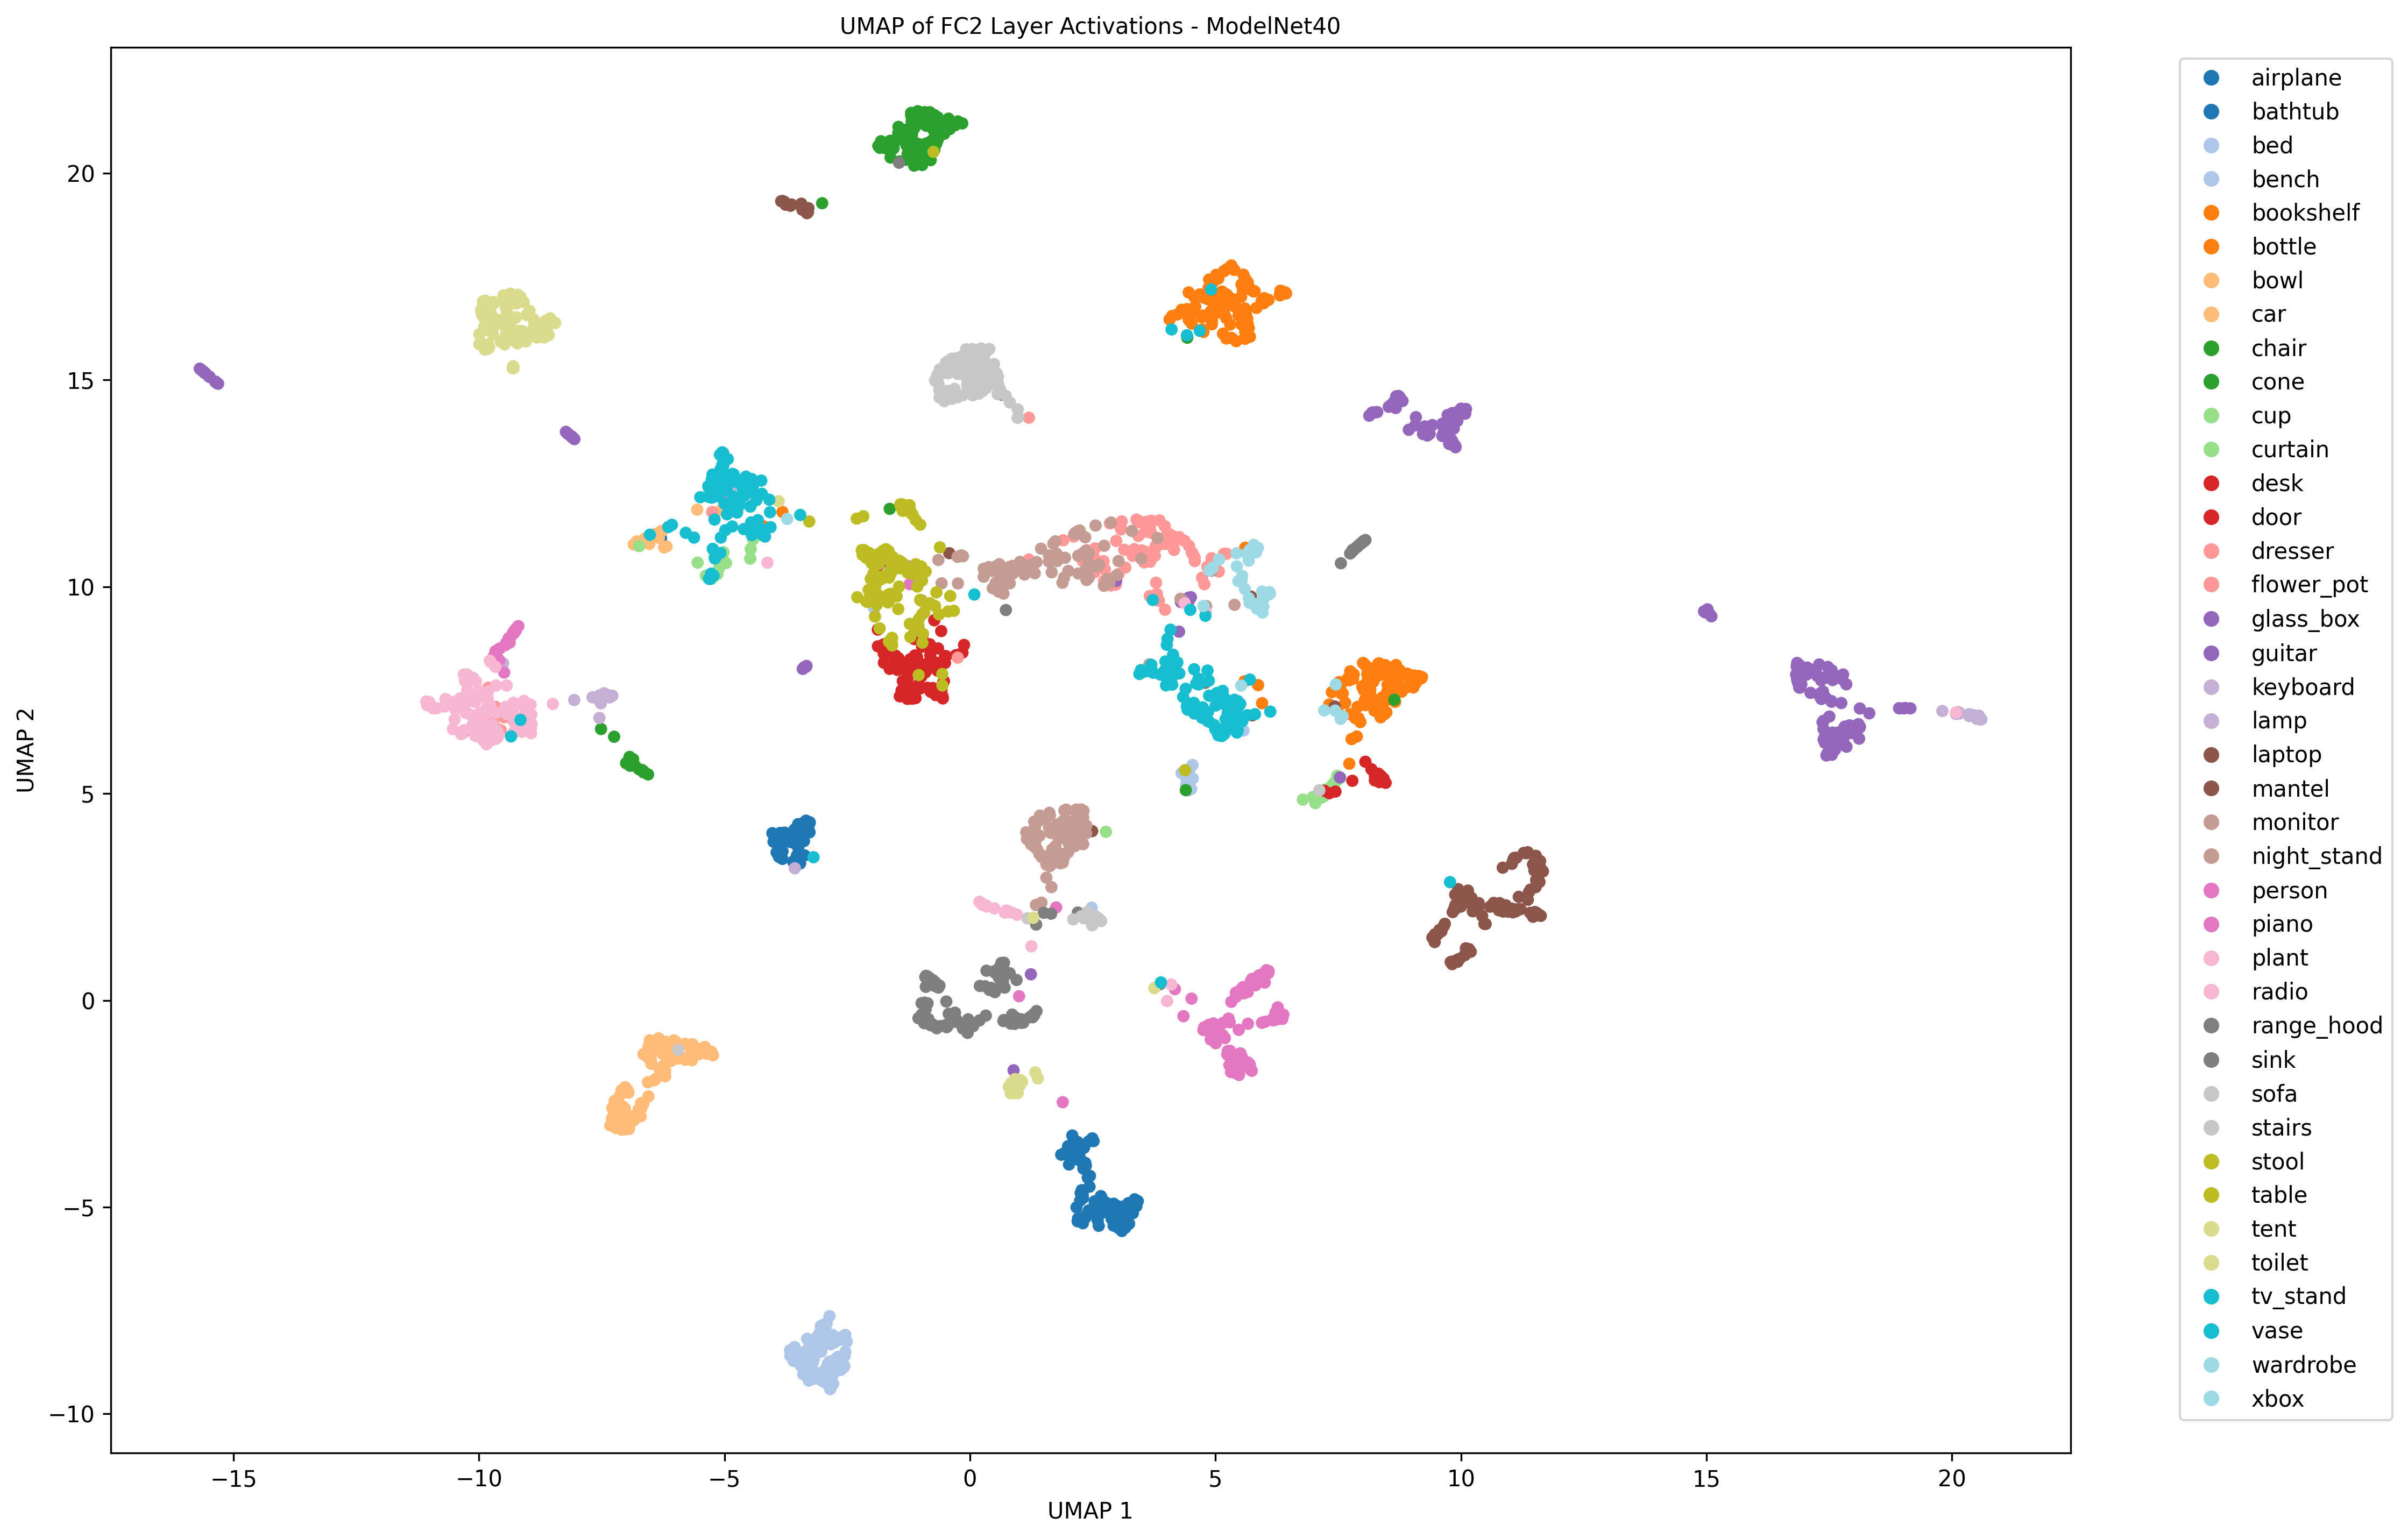 UMAP of FC2 Layer Activations - ModelNet40
20
15
10
5
0
−5
−10
UMAP 2
−15
−10
−5
0
5
10
15
20
UMAP 1
airplane
bathtub
bed
bench
bookshelf
bottle
bowl
car
chair
cone
cup
curtain
desk
door
dresser
flower_pot
glass_box
guitar
keyboard
lamp
laptop
mantel
monitor
night_stand
person
piano
plant
radio
range_hood
sink
sofa
stairs
stool
table
tent
toilet
tv_stand
vase
wardrobe
xbox